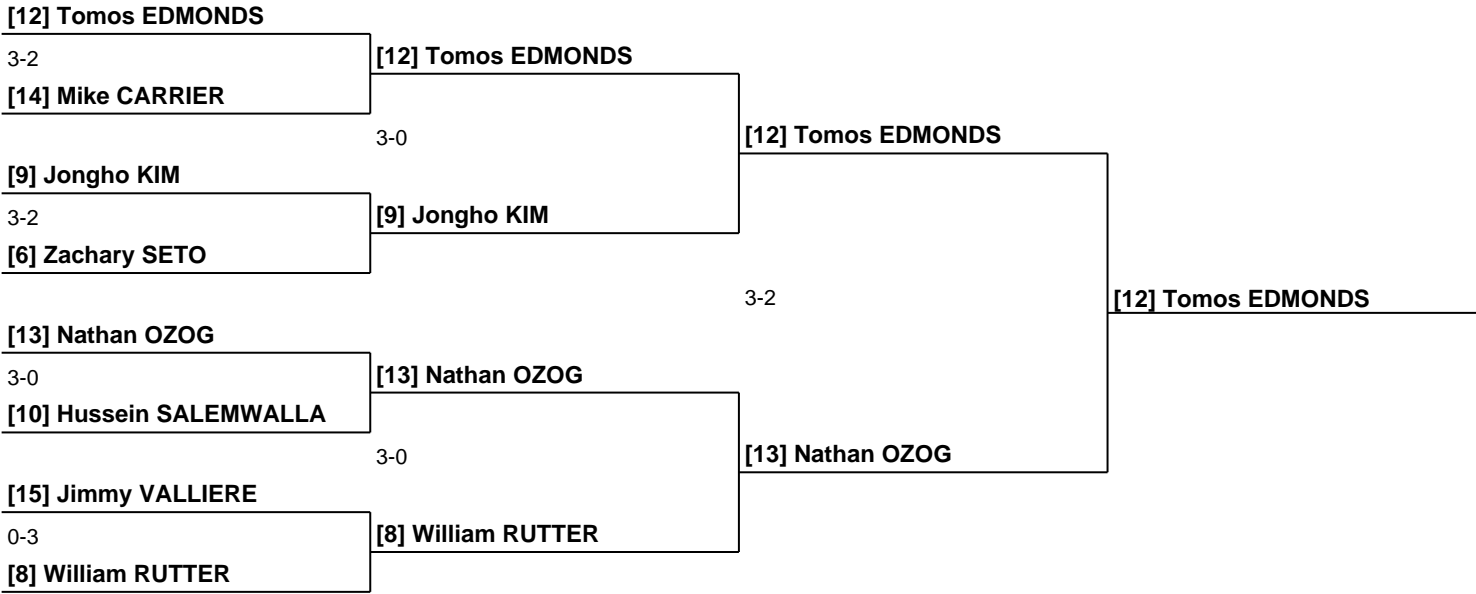 [12] Tomos EDMONDS
3-2
[12] Tomos EDMONDS
[14] Mike CARRIER
3-0
[12] Tomos EDMONDS
[9] Jongho KIM
3-2
[9] Jongho KIM
[6] Zachary SETO
3-2
[12] Tomos EDMONDS
[13] Nathan OZOG
3-0
[13] Nathan OZOG
[10] Hussein SALEMWALLA
3-0
[13] Nathan OZOG
[15] Jimmy VALLIERE
0-3
[8] William RUTTER
[8] William RUTTER